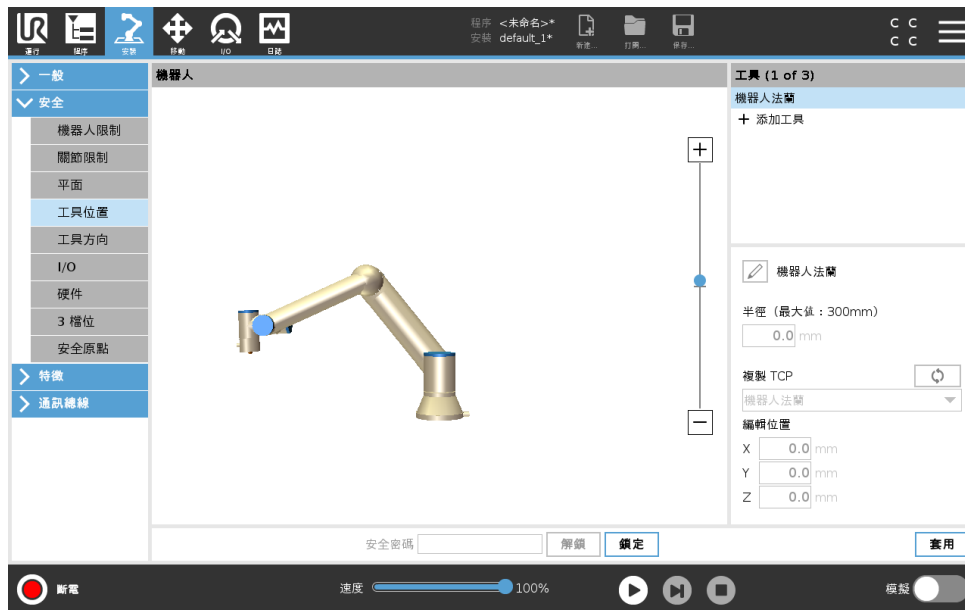 運行 程序 安裝 移動 I/O 日誌
程序 <未命名>*
安裝 default_1*
新建... 打開... 保存...
C C
C C
一般
安全
機器人限制
關節限制
平面
工具位置
工具方向
I/O
硬件
3 檔位
安全原點
特徵
通訊總線
機器人
工具 (1 of 3)
機器人法蘭
+ 添加工具
機器人法蘭
半徑（最大值：300mm）
0.0 mm
複製 TCP
機器人法蘭
編輯位置
X 0.0 mm
Y 0.0 mm
Z 0.0 mm
安全密碼 解鎖 鎖定 套用
斷電 速度 100% 模擬